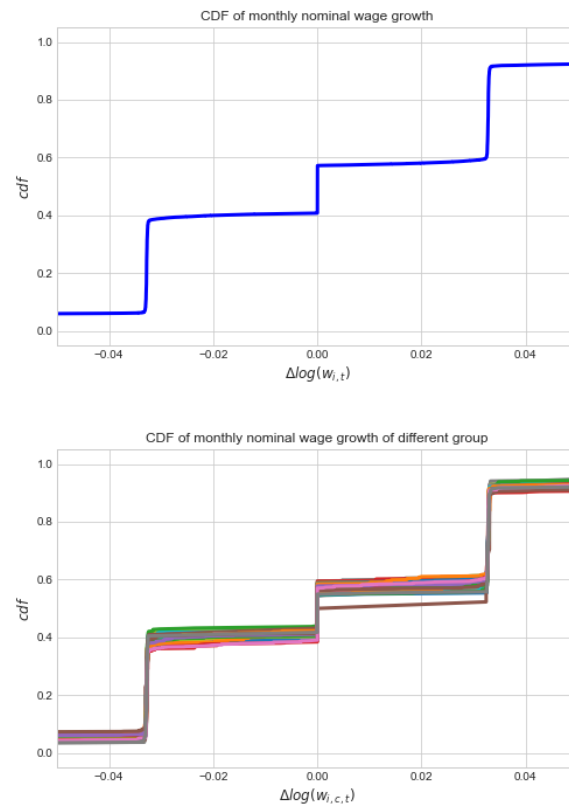 CDF of monthly nominal wage growth
1.0
0.8
0.6
cdf
0.4
0.2
0.0
−0.04 −0.02 0.00 0.02 0.04
Δlog(w_{i,t})
CDF of monthly nominal wage growth of different group
1.0
0.8
0.6
cdf
0.4
0.2
0.0
−0.04 −0.02 0.00 0.02 0.04
Δlog(w_{i,c,t})